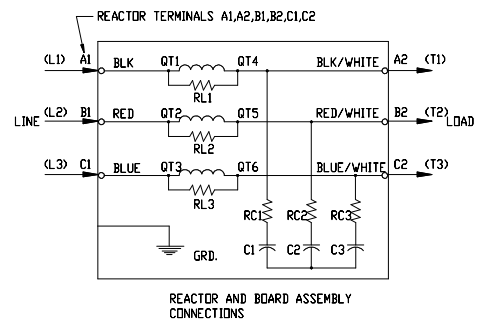 REACTOR TERMINALS A1,A2,B1,B2,C1,C2
(L1) A1 BLK QT1 QT4 BLK/WHITE A2 (T1)
RL1
(L2) B1 RED QT2 QT5 RED/WHITE B2 (T2)
LINE LOAD
RL2
(L3) C1 BLUE QT3 QT6 BLUE/WHITE C2 (T3)
RL3
RC1 RC2 RC3
GRD. C1 C2 C3
REACTOR AND BOARD ASSEMBLY
CONNECTIONS